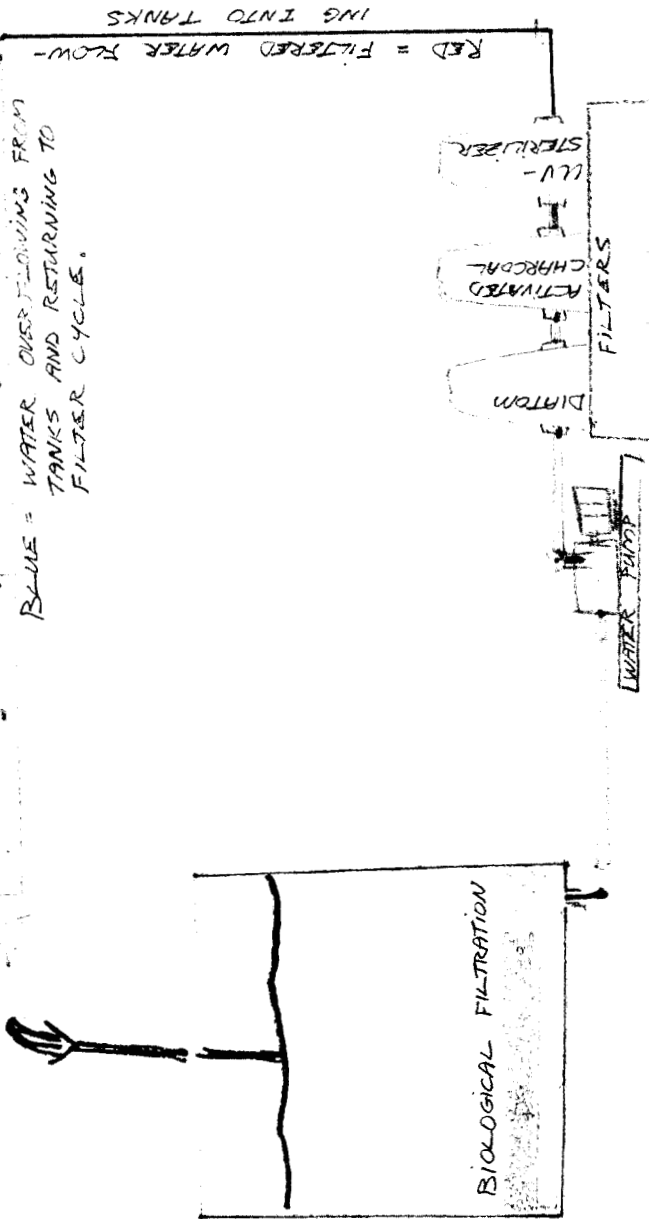 RED = FILTERED WATER FLOW-
ING INTO TANKS
BLUE = WATER OVERFLOWING FROM
TANKS AND RETURNING TO
FILTER CYCLE.
UV-
STERILIZER
ACTIVATED
CHARCOAL
DIATOM
FILTERS
WATER PUMP
BIOLOGICAL FILTRATION